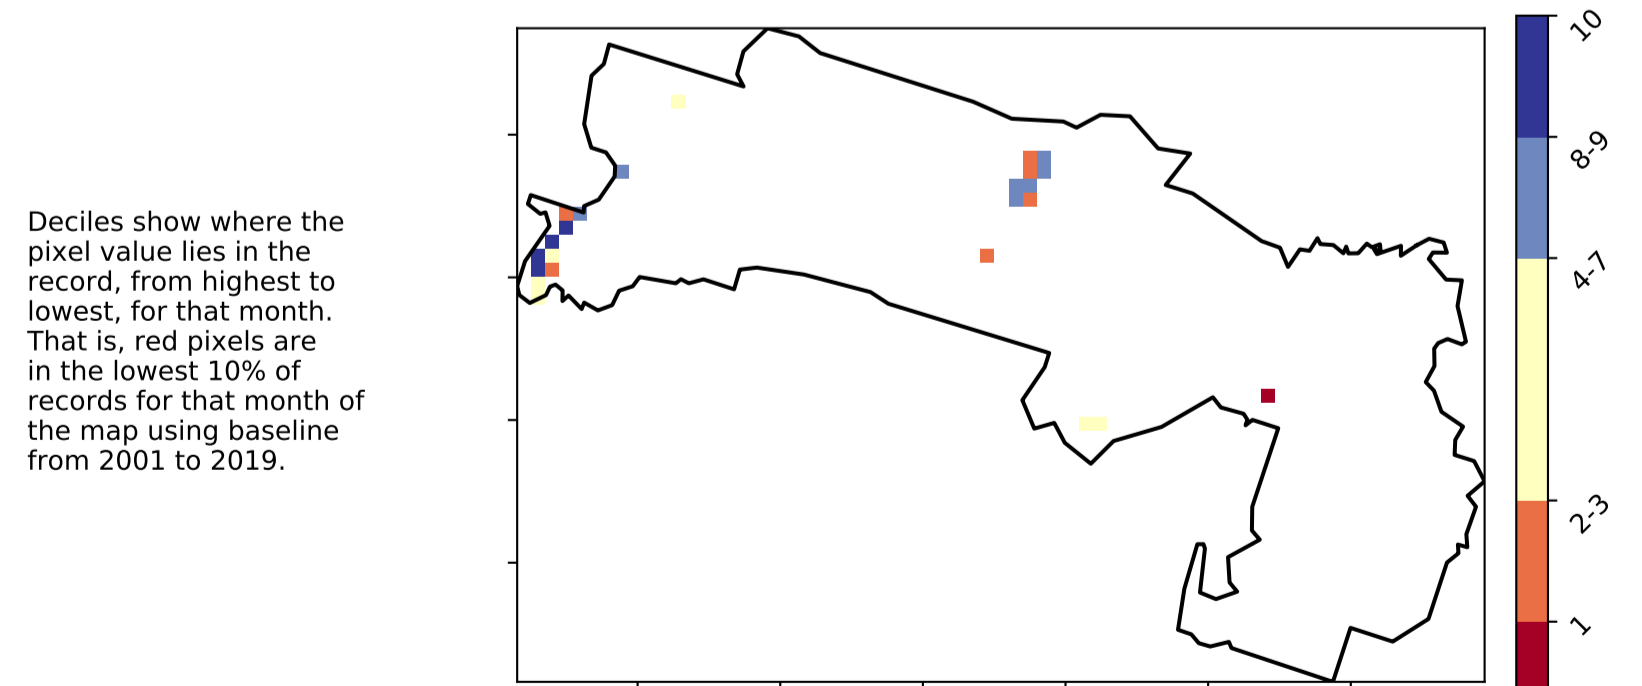 Deciles show where the
pixel value lies in the
record, from highest to
lowest, for that month.
That is, red pixels are
in the lowest 10% of
records for that month of
the map using baseline
from 2001 to 2019.
10
8-9
4-7
2-3
1